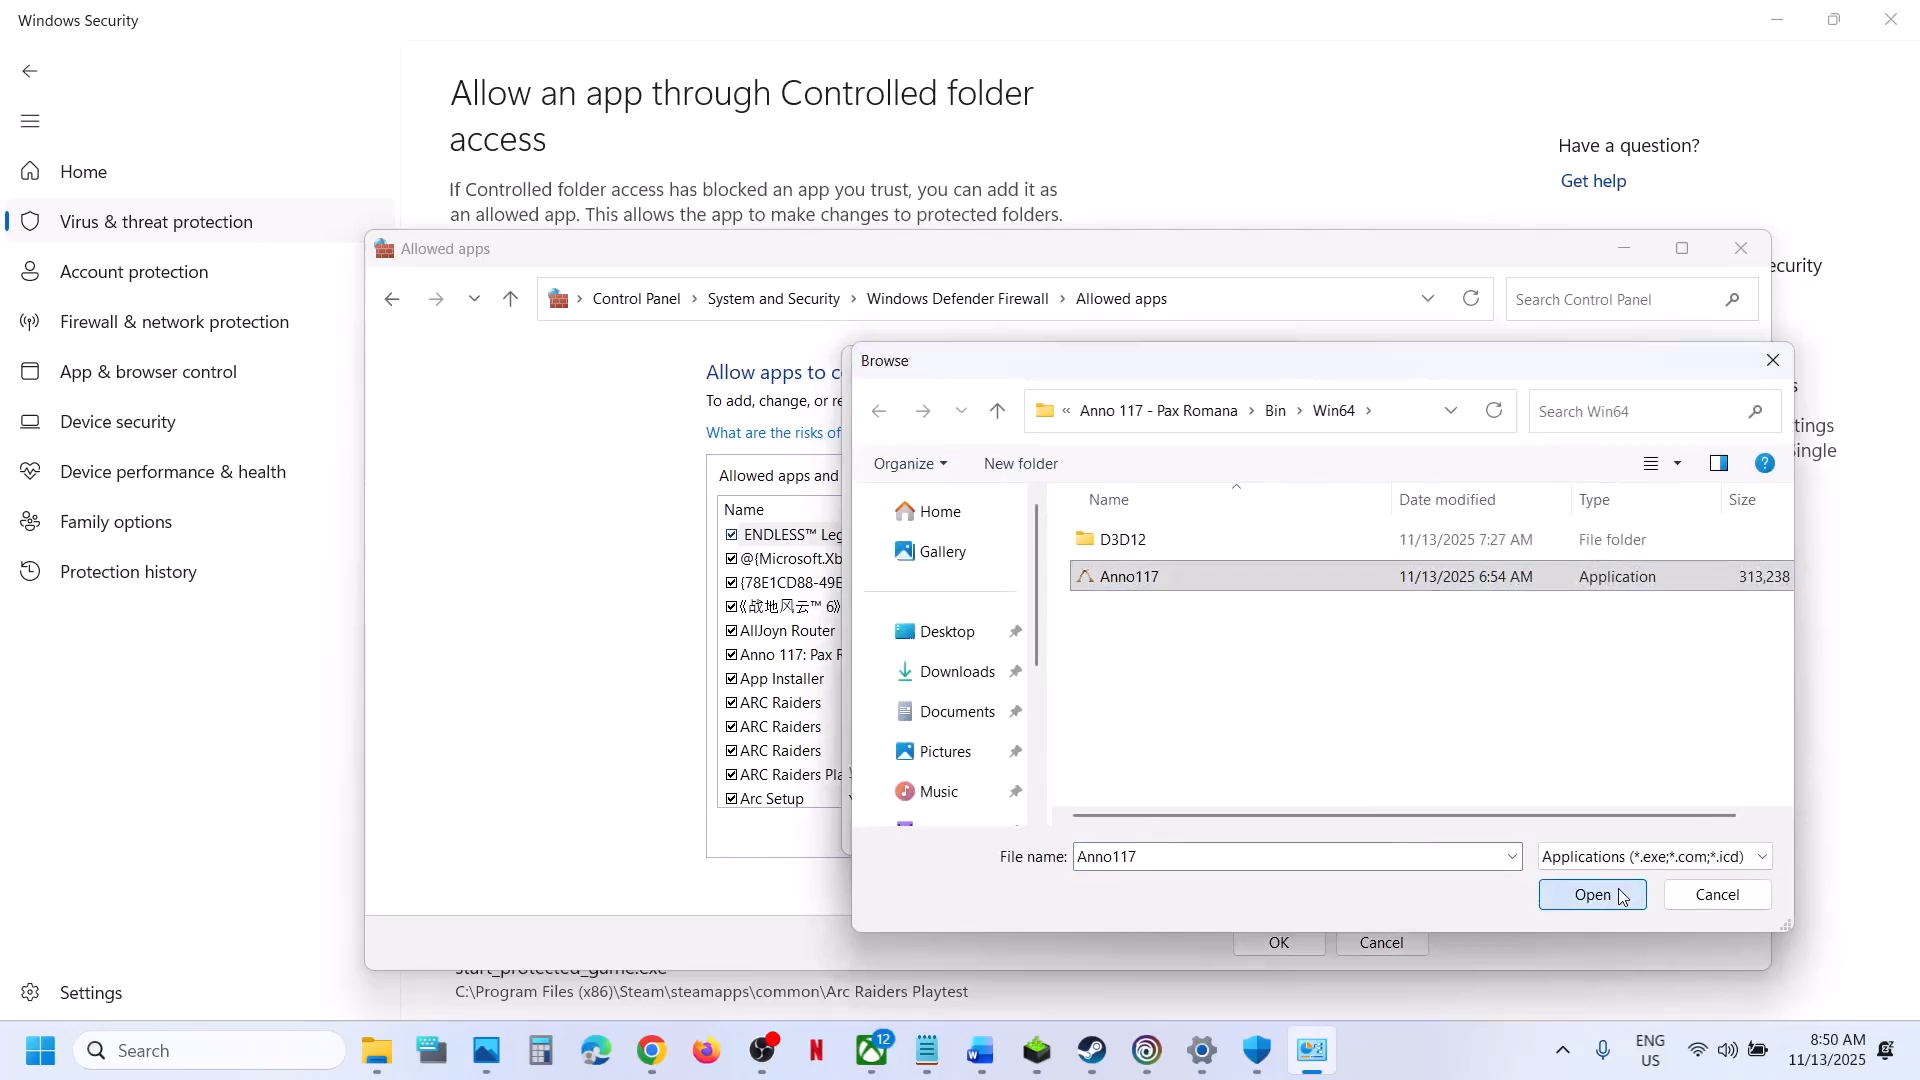 Windows Security
Allow an app through Controlled folder
access
If Controlled folder access has blocked an app you trust, you can add it as
an allowed app. This allows the app to make changes to protected folders.
Have a question?
Get help
Home
Virus & threat protection
Account protection
Firewall & network protection
App & browser control
Device security
Device performance & health
Family options
Protection history
Settings
ecurity
tings
Single
Allowed apps
Control Panel › System and Security › Windows Defender Firewall › Allowed apps
Search Control Panel
Allow apps to c
To add, change, or re
What are the risks of
Allowed apps and
Name
ENDLESS™ Leg
@{Microsoft.Xb
{78E1CD88-49E
《战地风云™ 6》
AllJoyn Router
Anno 117: Pax R
App Installer
ARC Raiders
ARC Raiders
ARC Raiders
ARC Raiders Pla
Arc Setup
OK
Cancel
Browse
« Anno 117 - Pax Romana › Bin › Win64 ›
Search Win64
Organize
New folder
Home
Gallery
Desktop
Downloads
Documents
Pictures
Music
Name Date modified Type Size
D3D12 11/13/2025 7:27 AM File folder
Anno117 11/13/2025 6:54 AM Application 313,238
File name: Anno117
Applications (*.exe;*.com;*.icd)
Open
Cancel
start_protected_game.exe
C:\Program Files (x86)\Steam\steamapps\common\Arc Raiders Playtest
Search
12
ENG
US
8:50 AM
11/13/2025